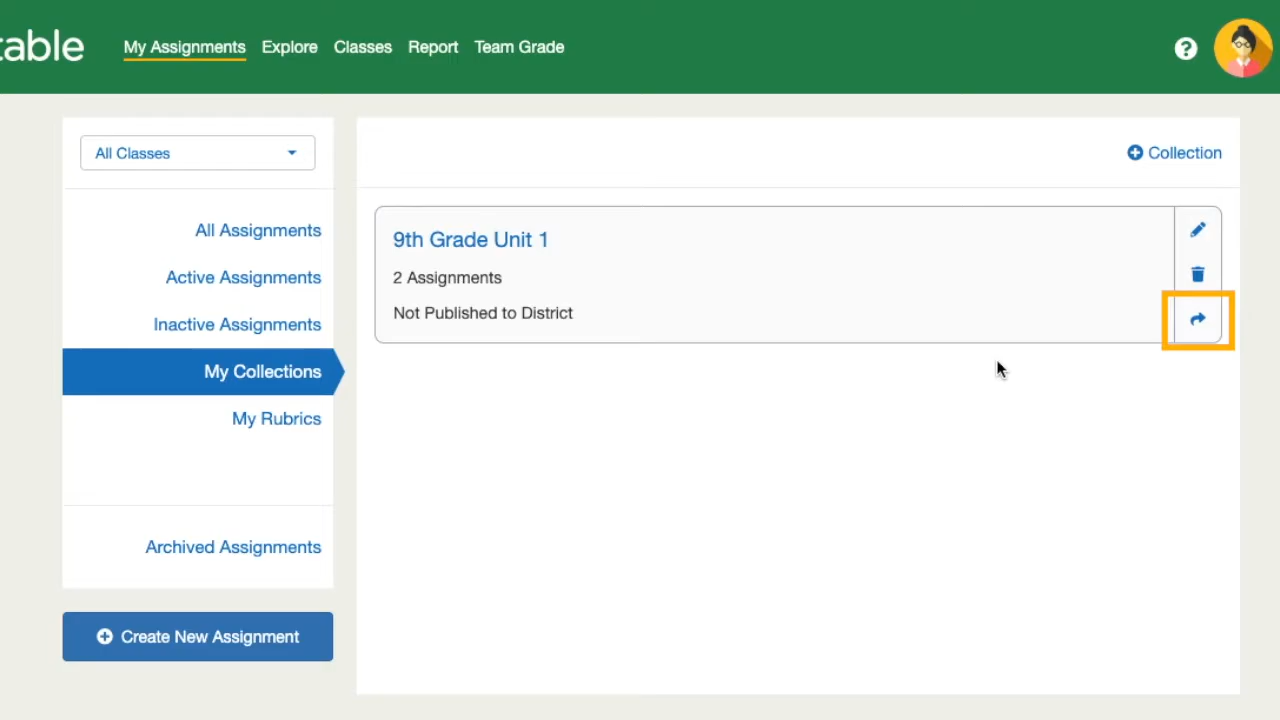 table
My Assignments Explore Classes Report Team Grade
?
All Classes
Collection
All Assignments
Active Assignments
Inactive Assignments
My Collections
My Rubrics
Archived Assignments
Create New Assignment
9th Grade Unit 1
2 Assignments
Not Published to District